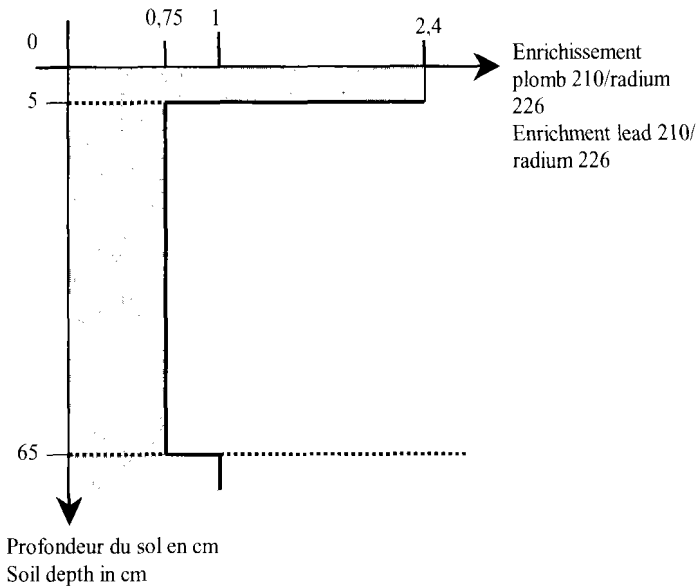 0
0,75
1
2,4
Enrichissement
plomb 210/radium
226
Enrichment lead 210/
radium 226
5
65
Profondeur du sol en cm
Soil depth in cm